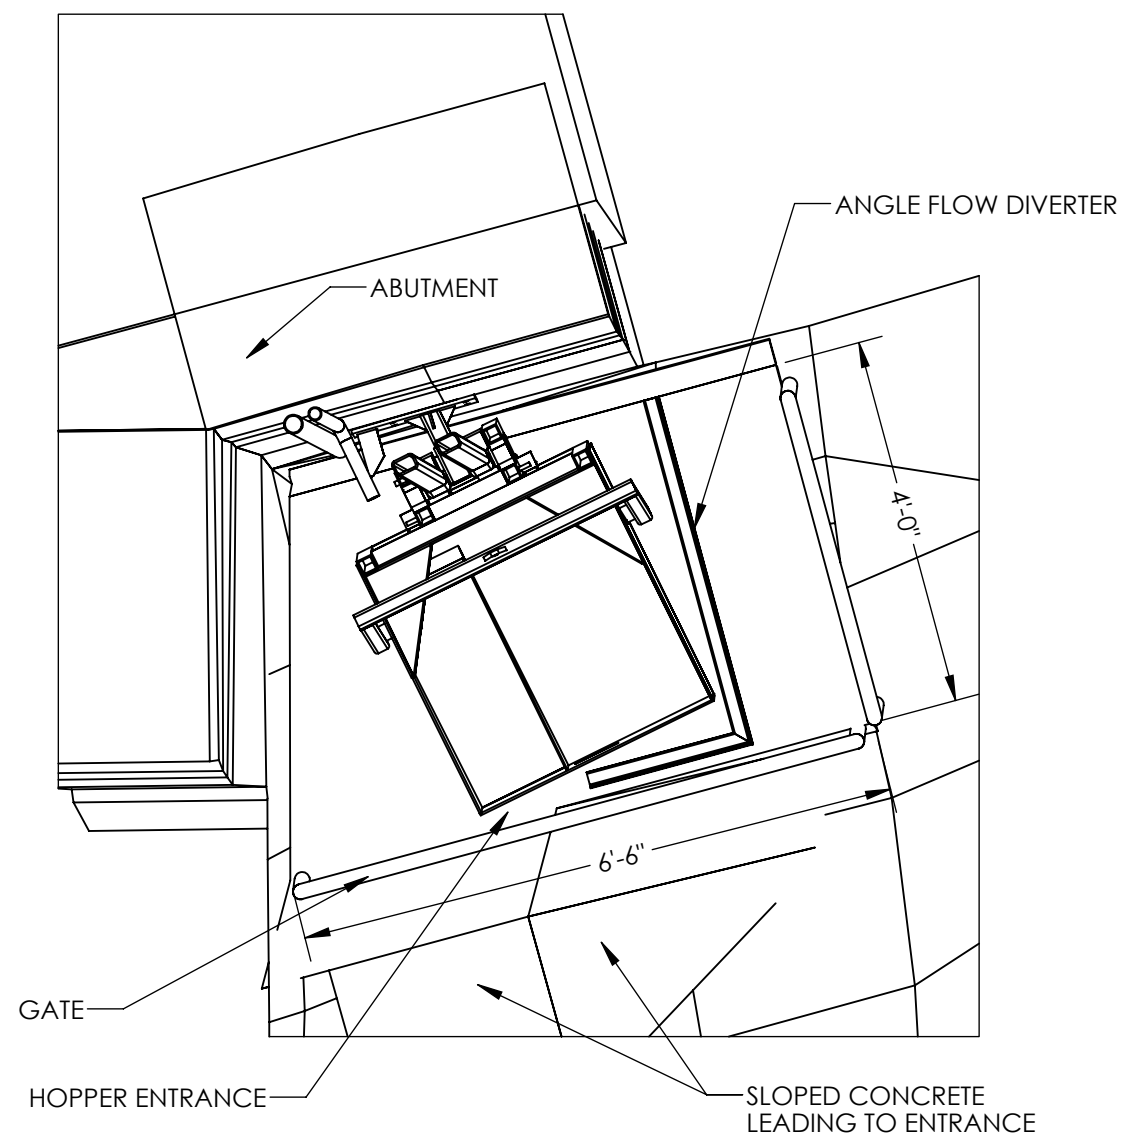 ANGLE FLOW DIVERTER
ABUTMENT
4'-0"
6'-6"
GATE
HOPPER ENTRANCE
SLOPED CONCRETE
LEADING TO ENTRANCE